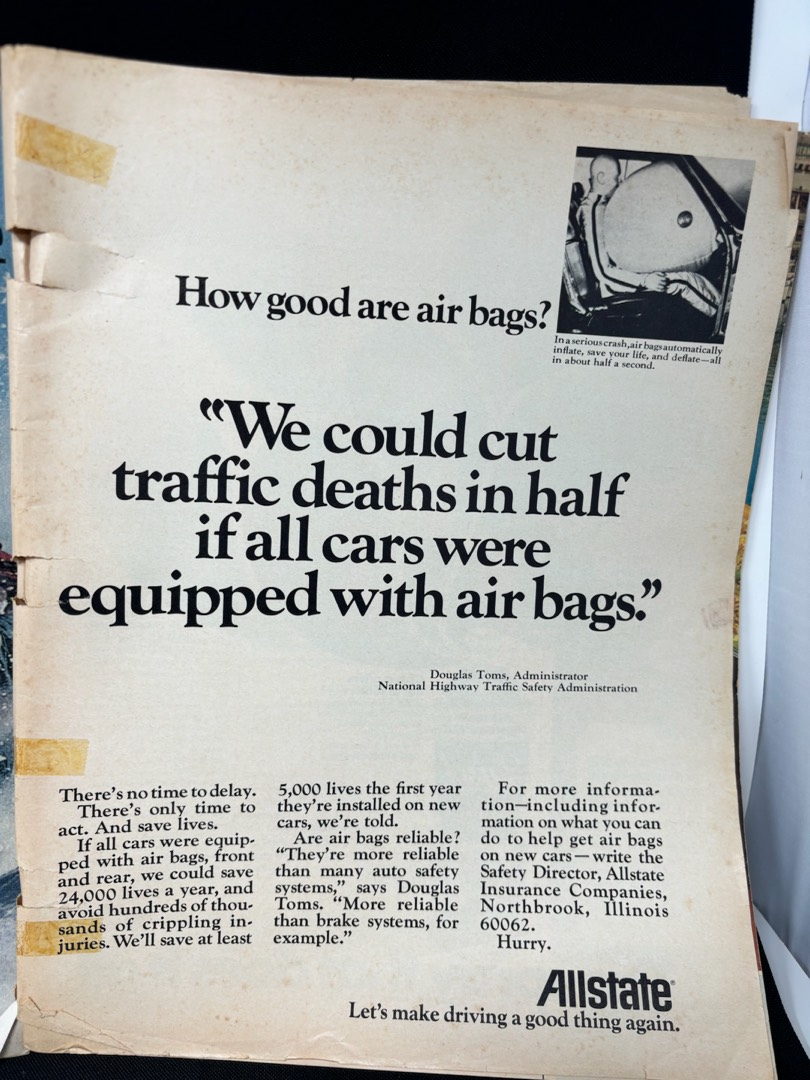 In a serious crash, air bags automatically
inflate, save your life, and deflate—all
in about half a second.
How good are air bags?
“We could cut
traffic deaths in half
if all cars were
equipped with air bags.”
Douglas Toms, Administrator
National Highway Traffic Safety Administration
There’s no time to delay.
There’s only time to
act. And save lives.
If all cars were equip-
ped with air bags, front
and rear, we could save
24,000 lives a year, and
avoid hundreds of thou-
sands of crippling in-
juries. We’ll save at least
5,000 lives the first year
they’re installed on new
cars, we’re told.
Are air bags reliable?
“They’re more reliable
than many auto safety
systems,” says Douglas
Toms. “More reliable
than brake systems, for
example.”
For more informa-
tion—including infor-
mation on what you can
do to help get air bags
on new cars—write the
Safety Director, Allstate
Insurance Companies,
Northbrook, Illinois
60062.
Hurry.
Allstate®
Let’s make driving a good thing again.